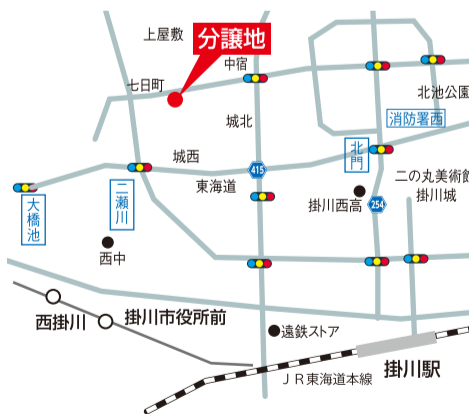 上屋敷
分譲地
中宿
七日町
北池公園
城北
消防署西
城西
415
北門
東海道
二の丸美術館
掛川城
大橋池
二瀬川
掛川西高
254
西中
西掛川
掛川市役所前
遠鉄ストア
掛川駅
ＪＲ東海道本線